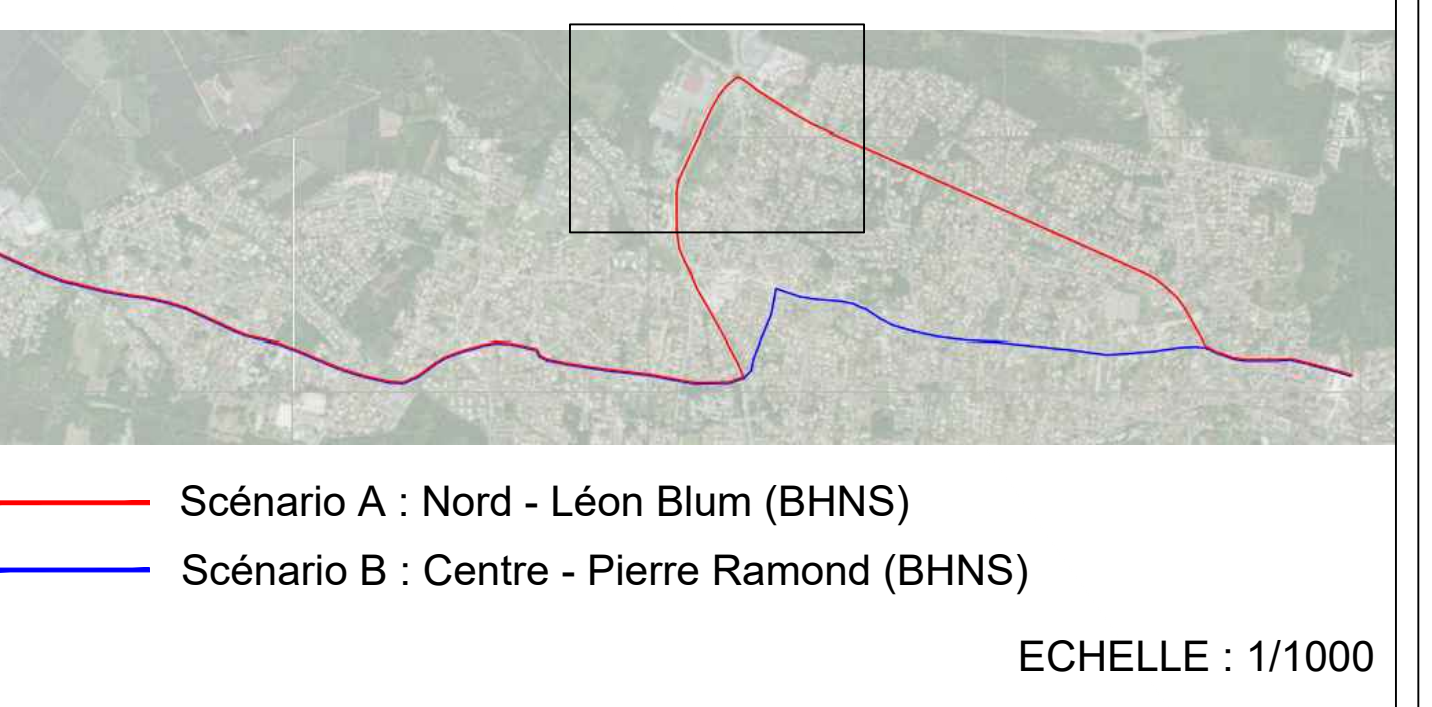 Scénario A : Nord - Léon Blum (BHNS)
Scénario B : Centre - Pierre Ramond (BHNS)
ECHELLE : 1/1000